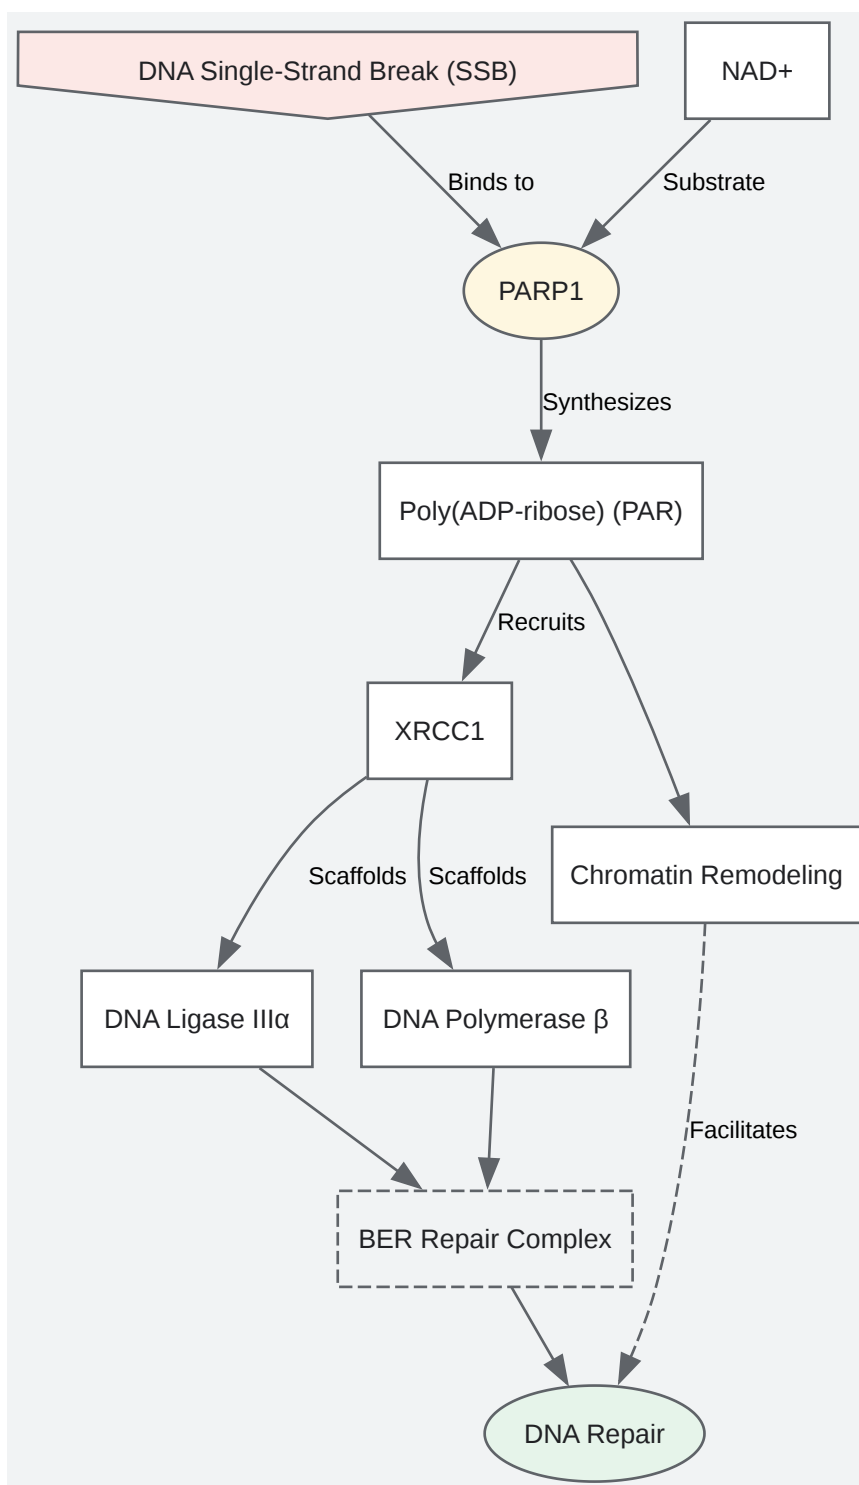 DNA Single-Strand Break (SSB)
NAD+
Binds to
Substrate
PARP1
Synthesizes
Poly(ADP-ribose) (PAR)
Recruits
XRCC1
Scaffolds
Scaffolds
Chromatin Remodeling
DNA Ligase IIIα
DNA Polymerase β
Facilitates
BER Repair Complex
DNA Repair